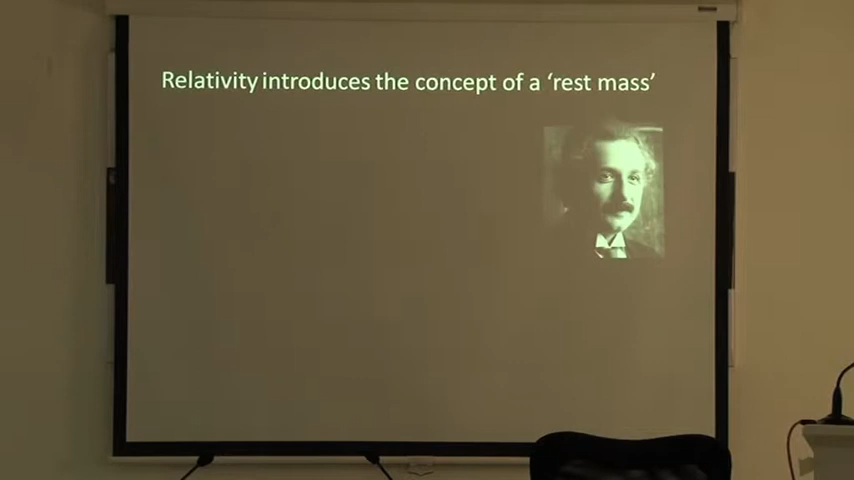 Relativity introduces the concept of a ‘rest mass’